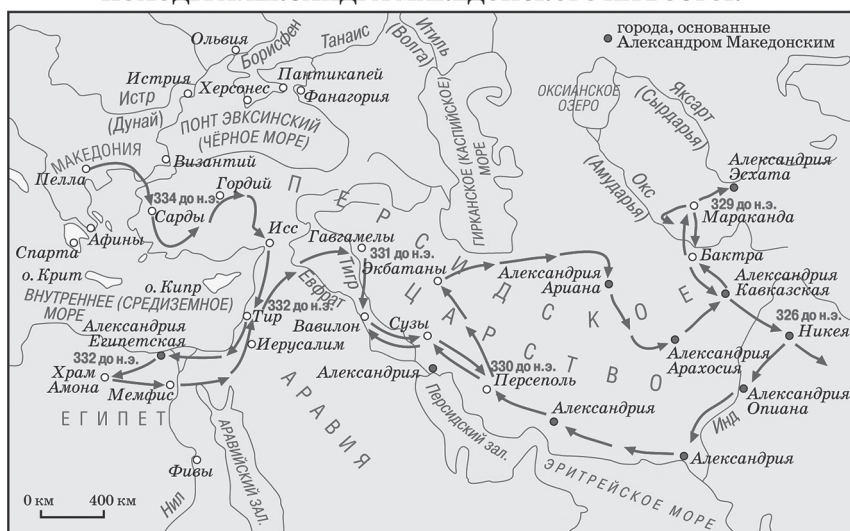 города, основанные
Александром Македонским
Ольвия
Борисфен
Танаис
Итиль
(Волга)
Истрия
Истр
(Дунай)
Херсонес
Пантикапей
Фанагория
ПОНТ ЭВКСИНСКИЙ
(ЧЁРНОЕ МОРЕ)
ГИРКАНСКОЕ (КАСПИЙСКОЕ)
МОРЕ
ОКСИАНСКОЕ
ОЗЕРО
Яксарт
(Сырдарья)
Окс
(Амударья)
МАКЕДОНИЯ
Пелла
Византий
Гордий
334 до н.э.
Сарды
Афины
Спарта
о. Крит
о. Кипр
ВНУТРЕННЕЕ (СРЕДИЗЕМНОЕ)
МОРЕ
Исс
Гавгамелы
331 до н.э.
Экбатаны
Тигр
Евфрат
ПЕРСИДСКОЕ
ЦАРСТВО
Александрия
Эсхата
329 до н.э.
Мараканда
Бактра
Александрия
Кавказская
326 до н.э.
Никея
Александрия
Ариана
Александрия
Арахосия
Александрия
Опиана
Инд
332 до н.э.
Тир
Иерусалим
Вавилон
Сузы
Александрия
330 до н.э.
Персеполь
Александрия
Александрия
Персидский зал.
ЭРИТРЕЙСКОЕ МОРЕ
АРАВИЯ
Александрия
Египетская
332 до н.э.
Храм
Амона
Мемфис
ЕГИПЕТ
Фивы
Нил
АРАВИЙСКИЙ ЗАЛ.
0 км 400 км